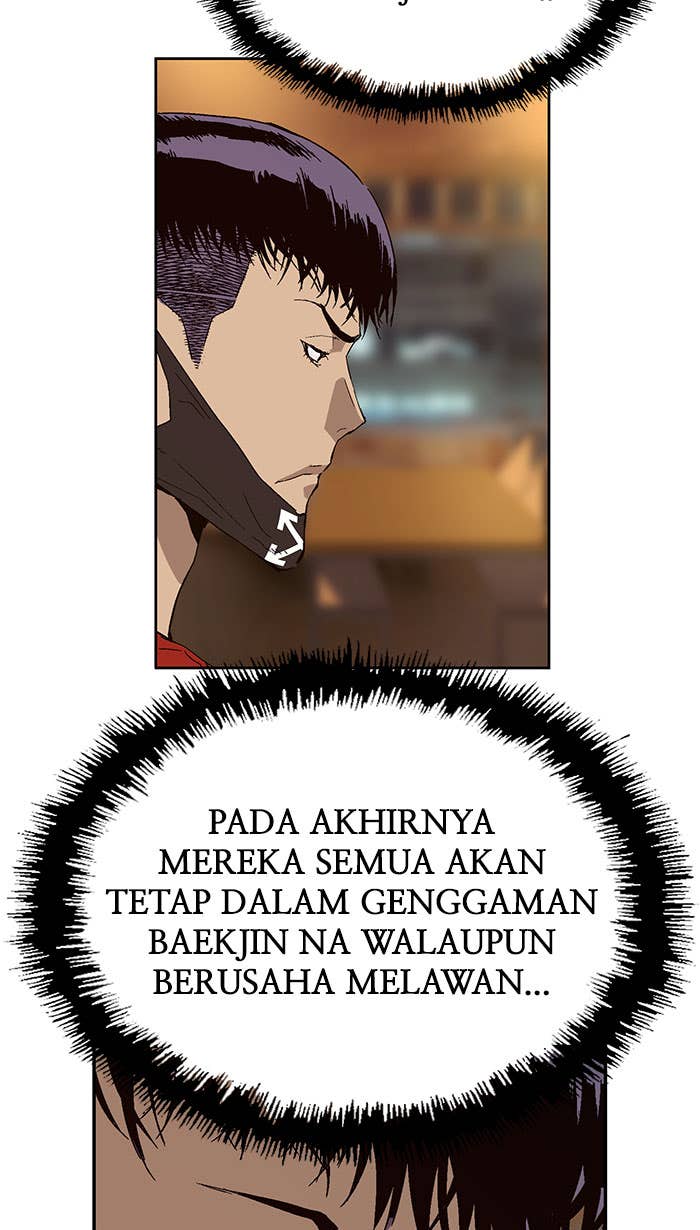 PADA AKHIRNYA
MEREKA SEMUA AKAN
TETAP DALAM GENGGAMAN
BAEKJIN NA WALAUPUN
BERUSAHA MELAWAN...